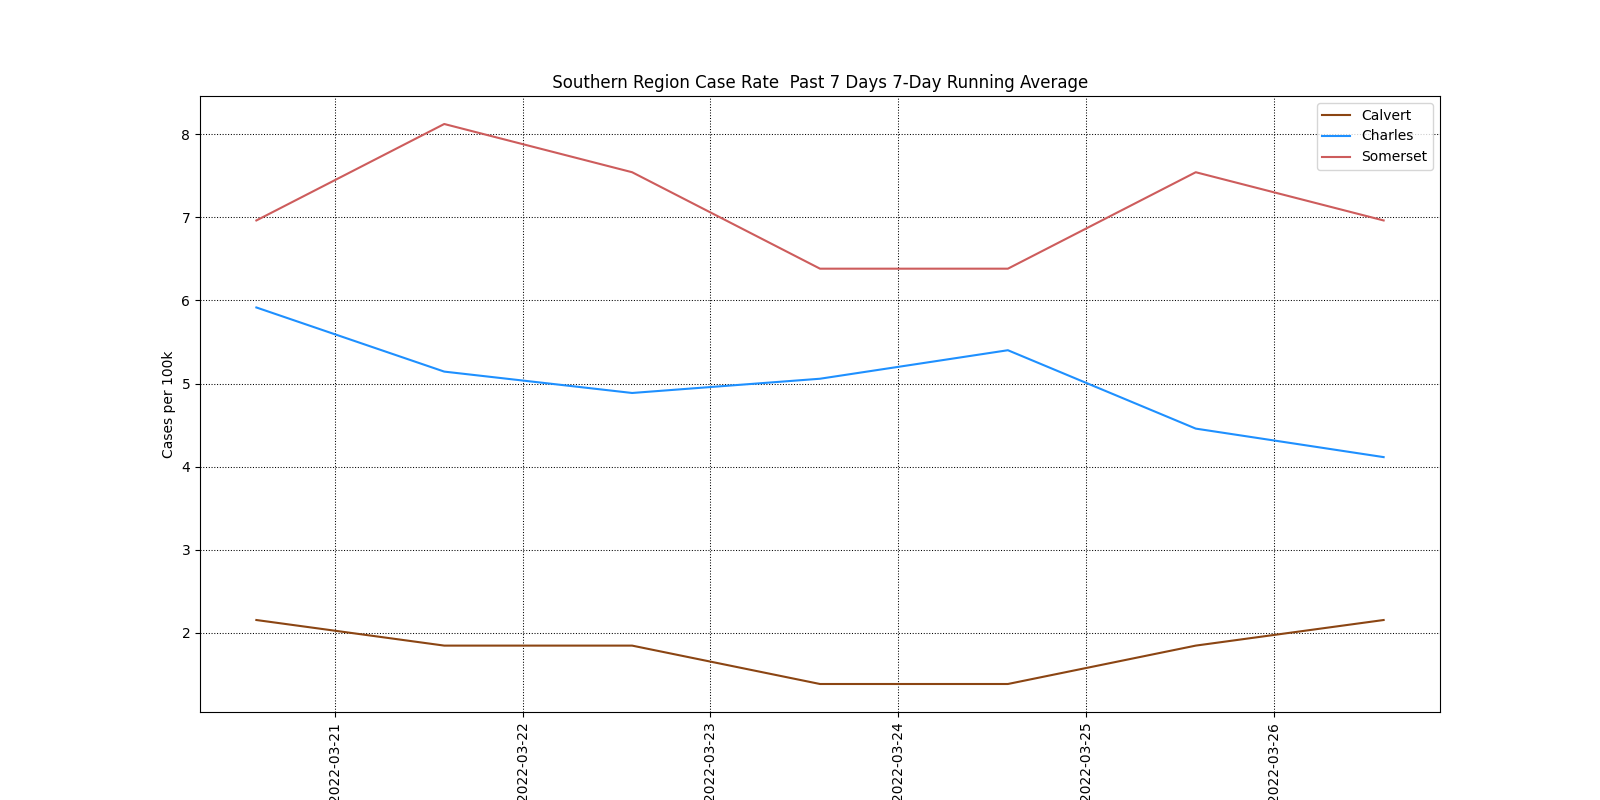 Southern Region Case Rate  Past 7 Days 7-Day Running Average
Calvert
Charles
Somerset
Cases per 100k
8
7
6
5
4
3
2
2022-03-21
2022-03-22
2022-03-23
2022-03-24
2022-03-25
2022-03-26